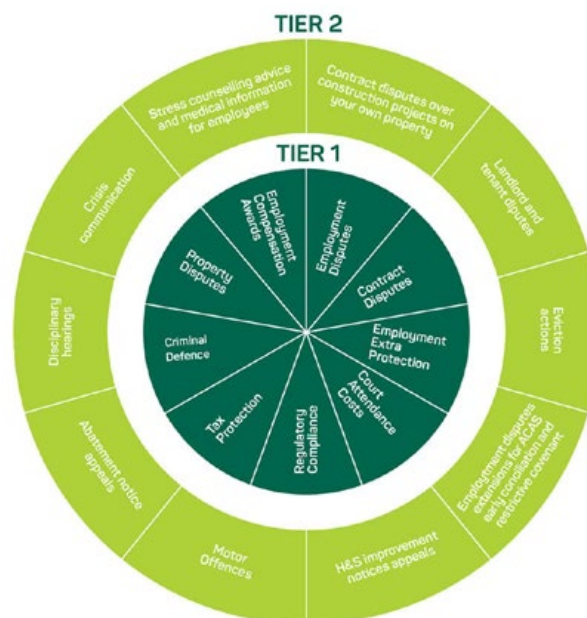 TIER 2
Stress counselling advice
and medical information
for employees
Contract disputes over
construction projects on
your own property
Landlord and
tenant diputes
Eviction
actions
Employment disputes
extensions for ACAS
early conciliation and
restrictive covenant
H&S improvement
notices appeals
Motor
Offences
Abatement notice
appeals
Disciplinary
hearings
Crisis
communication
TIER 1
Employment
Compensation
Awards
Employment
Disputes
Contract
Disputes
Employment
Extra
Protection
Court
Attendance
Costs
Regulatory
Compliance
Tax
Protection
Criminal
Defence
Property
Disputes